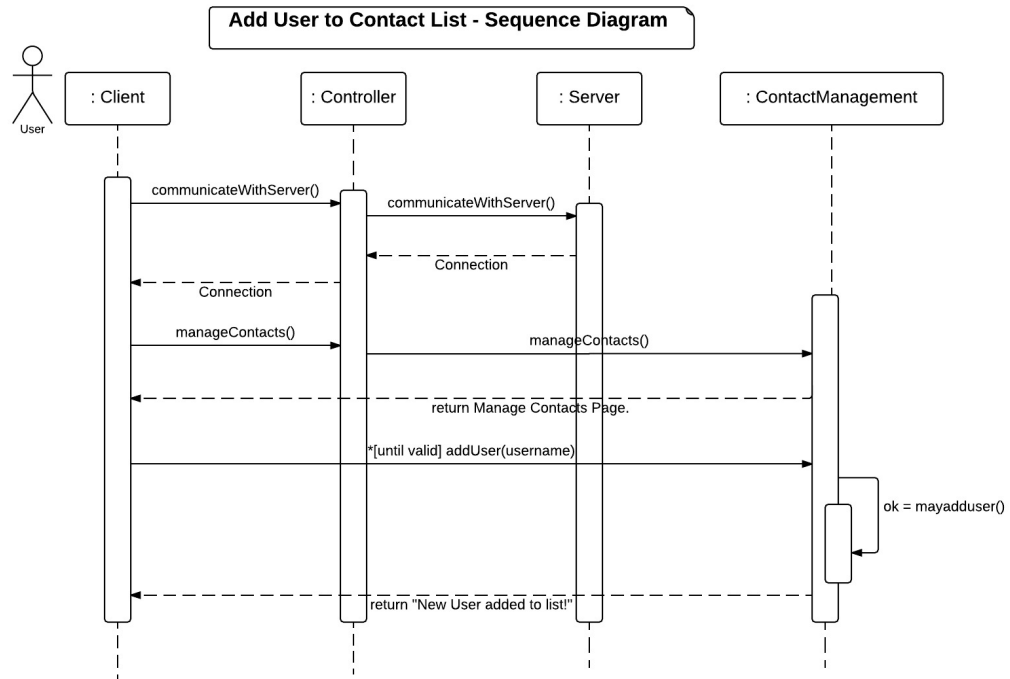 Add User to Contact List - Sequence Diagram
User
: Client
: Controller
: Server
: ContactManagement
communicateWithServer()
communicateWithServer()
Connection
Connection
manageContacts()
manageContacts()
return Manage Contacts Page.
*[until valid] addUser(username)
ok = mayadduser()
return "New User added to list!"